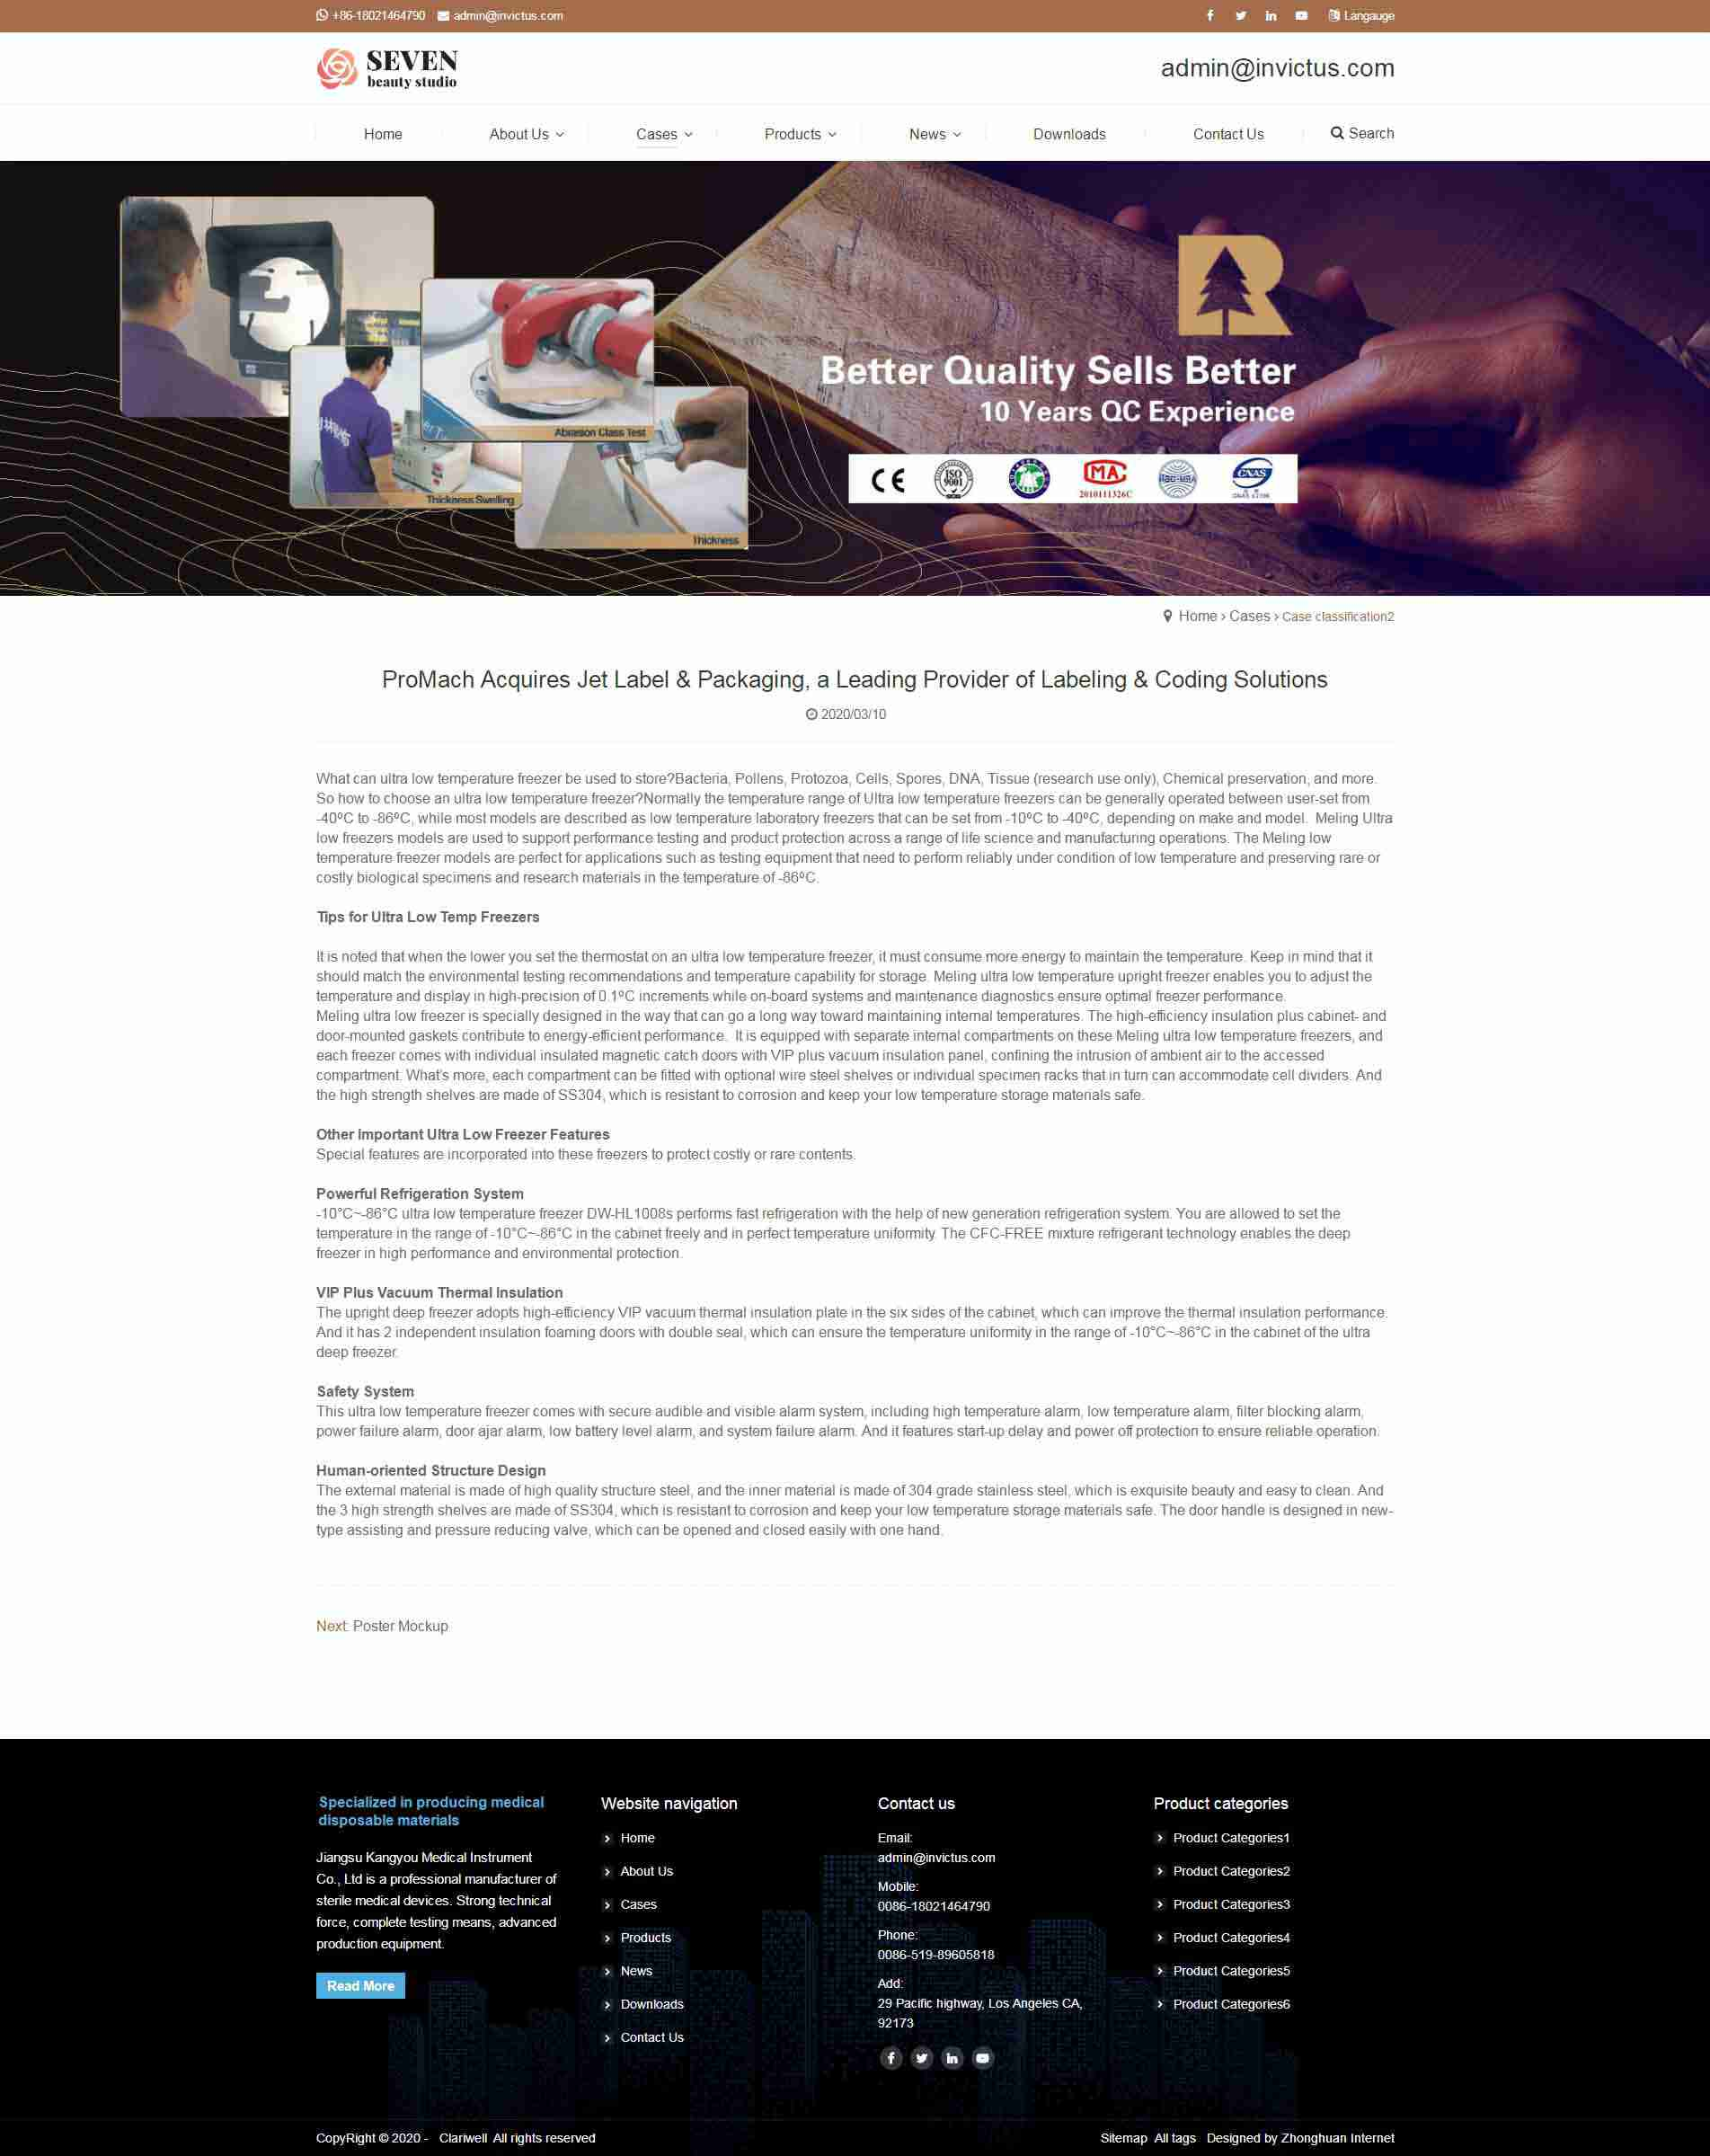 +86-18021464790 admin@invictus.com
Langauge
SEVEN
beauty studio
admin@invictus.com
Home
About Us
Cases
Products
News
Downloads
Contact Us
Search
Abrasion Class Test
Thickness Swelling
Thickness
Better Quality Sells Better
10 Years QC Experience
CE
ISO
9001
MA
2010111326C
ilac-MRA
CNAS
Home › Cases › Case classification2
ProMach Acquires Jet Label & Packaging, a Leading Provider of Labeling & Coding Solutions
2020/03/10
What can ultra low temperature freezer be used to store?Bacteria, Pollens, Protozoa, Cells, Spores, DNA, Tissue (research use only), Chemical preservation, and more.
So how to choose an ultra low temperature freezer?Normally the temperature range of Ultra low temperature freezers can be generally operated between user-set from
-40ºC to -86ºC, while most models are described as low temperature laboratory freezers that can be set from -10ºC to -40ºC, depending on make and model. Meling Ultra
low freezers models are used to support performance testing and product protection across a range of life science and manufacturing operations. The Meling low
temperature freezer models are perfect for applications such as testing equipment that need to perform reliably under condition of low temperature and preserving rare or
costly biological specimens and research materials in the temperature of -86ºC.
Tips for Ultra Low Temp Freezers
It is noted that when the lower you set the thermostat on an ultra low temperature freezer, it must consume more energy to maintain the temperature. Keep in mind that it
should match the environmental testing recommendations and temperature capability for storage. Meling ultra low temperature upright freezer enables you to adjust the
temperature and display in high-precision of 0.1ºC increments while on-board systems and maintenance diagnostics ensure optimal freezer performance.
Meling ultra low freezer is specially designed in the way that can go a long way toward maintaining internal temperatures. The high-efficiency insulation plus cabinet- and
door-mounted gaskets contribute to energy-efficient performance. It is equipped with separate internal compartments on these Meling ultra low temperature freezers, and
each freezer comes with individual insulated magnetic catch doors with VIP plus vacuum insulation panel, confining the intrusion of ambient air to the accessed
compartment. What's more, each compartment can be fitted with optional wire steel shelves or individual specimen racks that in turn can accommodate cell dividers. And
the high strength shelves are made of SS304, which is resistant to corrosion and keep your low temperature storage materials safe.
Other important Ultra Low Freezer Features
Special features are incorporated into these freezers to protect costly or rare contents.
Powerful Refrigeration System
-10°C~-86°C ultra low temperature freezer DW-HL1008s performs fast refrigeration with the help of new generation refrigeration system. You are allowed to set the
temperature in the range of -10°C~-86°C in the cabinet freely and in perfect temperature uniformity. The CFC-FREE mixture refrigerant technology enables the deep
freezer in high performance and environmental protection.
VIP Plus Vacuum Thermal Insulation
The upright deep freezer adopts high-efficiency VIP vacuum thermal insulation plate in the six sides of the cabinet, which can improve the thermal insulation performance.
And it has 2 independent insulation foaming doors with double seal, which can ensure the temperature uniformity in the range of -10°C~-86°C in the cabinet of the ultra
deep freezer.
Safety System
This ultra low temperature freezer comes with secure audible and visible alarm system, including high temperature alarm, low temperature alarm, filter blocking alarm,
power failure alarm, door ajar alarm, low battery level alarm, and system failure alarm. And it features start-up delay and power off protection to ensure reliable operation.
Human-oriented Structure Design
The external material is made of high quality structure steel, and the inner material is made of 304 grade stainless steel, which is exquisite beauty and easy to clean. And
the 3 high strength shelves are made of SS304, which is resistant to corrosion and keep your low temperature storage materials safe. The door handle is designed in new-
type assisting and pressure reducing valve, which can be opened and closed easily with one hand.
Next: Poster Mockup
Specialized in producing medical
disposable materials
Jiangsu Kangyou Medical Instrument
Co., Ltd is a professional manufacturer of
sterile medical devices. Strong technical
force, complete testing means, advanced
production equipment.
Read More
Website navigation
Home
About Us
Cases
Products
News
Downloads
Contact Us
Contact us
Email:
admin@invictus.com
Mobile:
0086-18021464790
Phone:
0086-519-89605818
Add:
29 Pacific highway, Los Angeles CA,
92173
Product categories
Product Categories1
Product Categories2
Product Categories3
Product Categories4
Product Categories5
Product Categories6
CopyRight © 2020 - Clariwell All rights reserved
Sitemap All tags Designed by Zhonghuan Internet